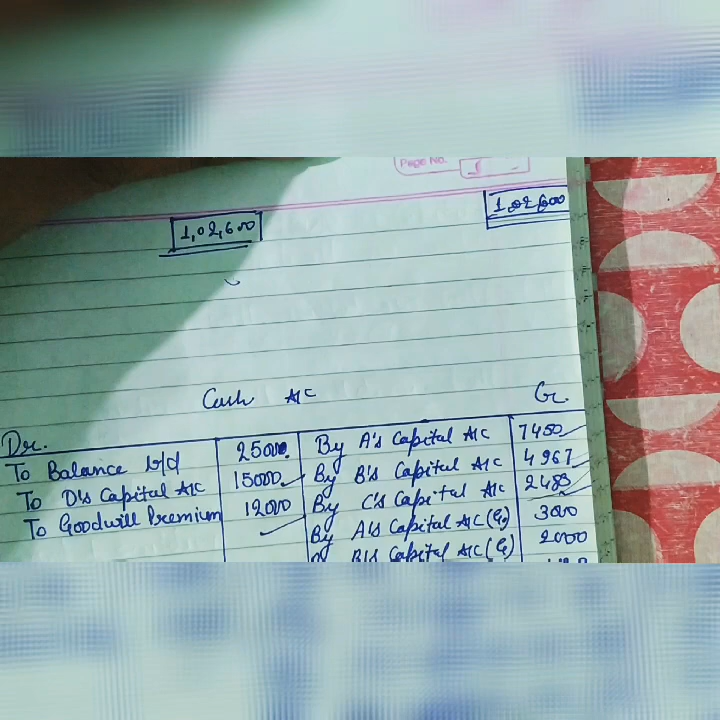 Page No.
1,02,600 1,02,600
Cash A/C
Dr. Cr.
To Balance b/d 25000 By A's Capital A/C 7450
To D's Capital A/C 15000 By B's Capital A/C 4967
To Goodwill Premium 12000 By C's Capital A/C 2483
By A's Capital A/C (G) 3000
By B's Capital A/C (G) 2000